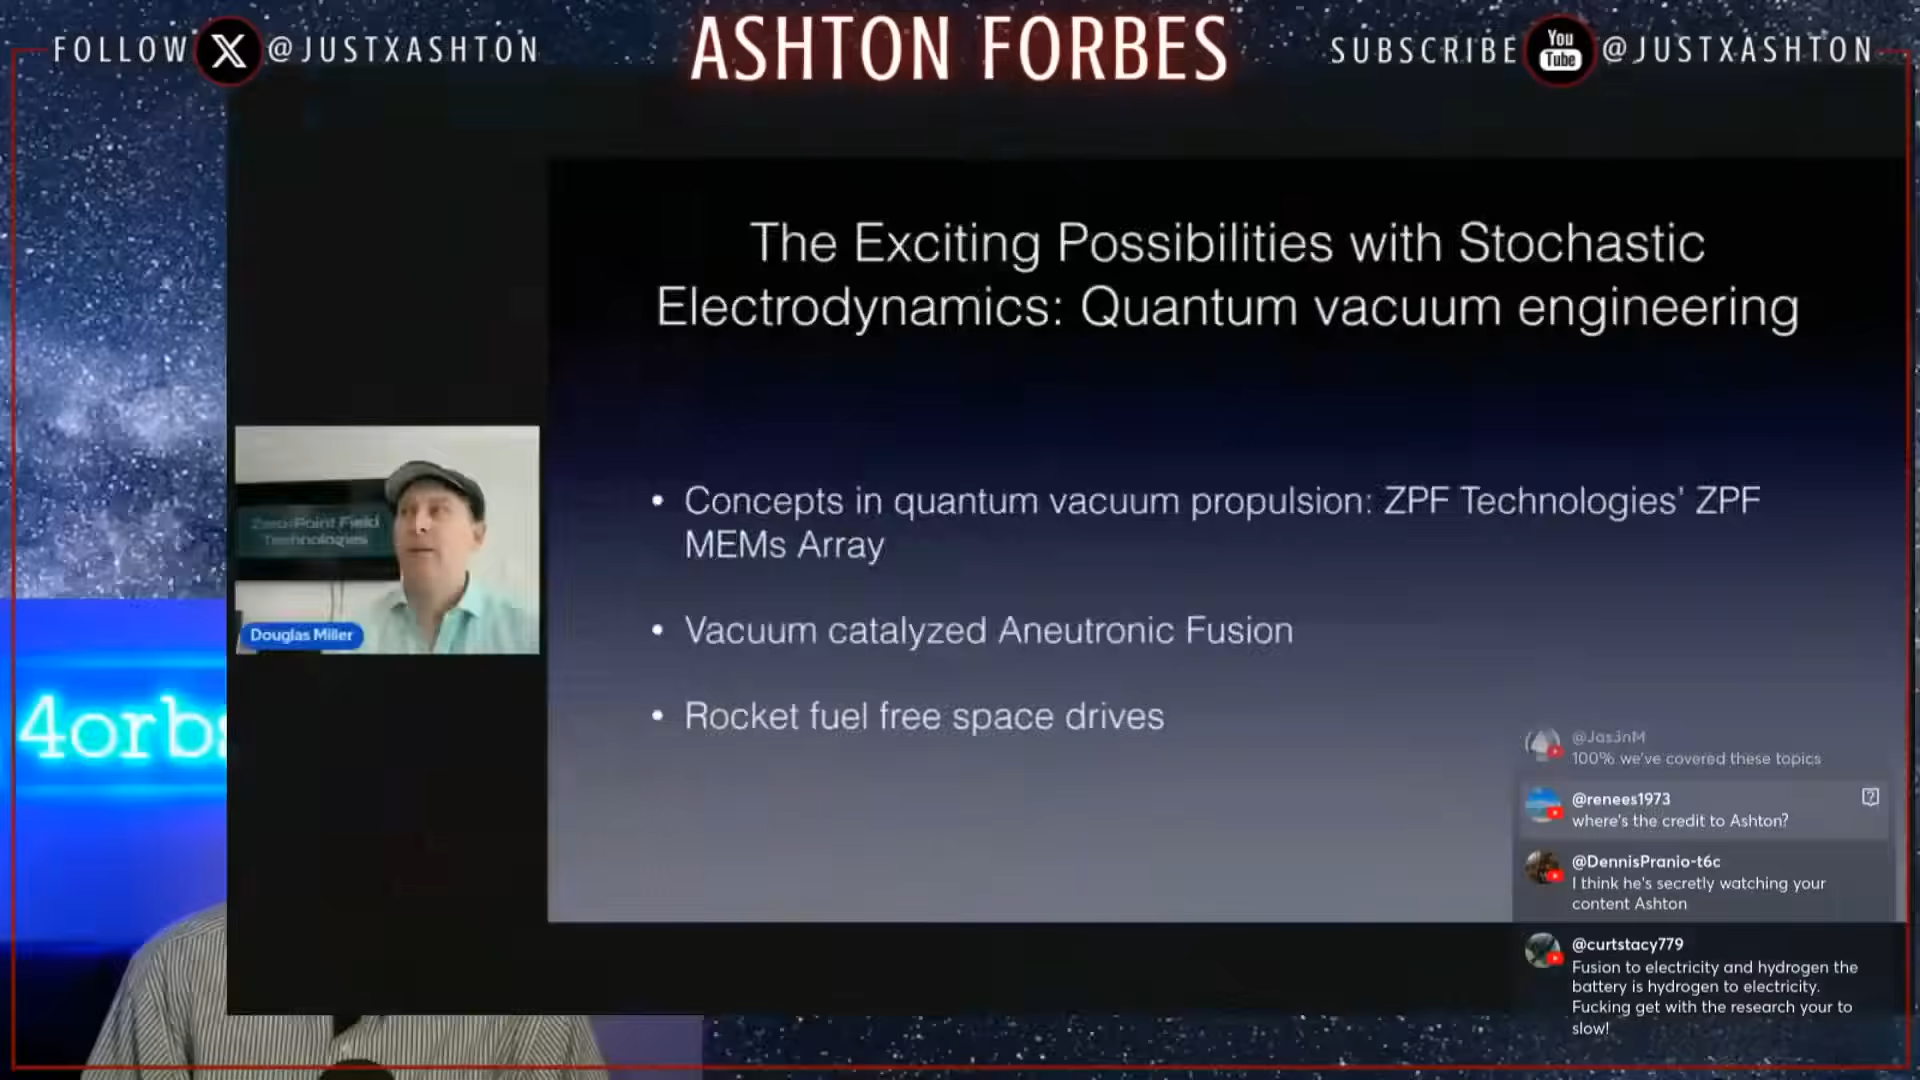 FOLLOW X @JUSTXASHTON
ASHTON FORBES
SUBSCRIBE YouTube @JUSTXASHTON
The Exciting Possibilities with Stochastic
Electrodynamics: Quantum vacuum engineering
• Concepts in quantum vacuum propulsion: ZPF Technologies' ZPF
MEMs Array
• Vacuum catalyzed Aneutronic Fusion
• Rocket fuel free space drives
Zero-Point Field
Technologies
Douglas Miller
4orbs
@Jas3nM
100% we've covered these topics
@renees1973
where's the credit to Ashton?
@DennisPranio-t6c
I think he's secretly watching your
content Ashton
@curtstacy779
Fusion to electricity and hydrogen the
battery is hydrogen to electricity.
Fucking get with the research your to
slow!